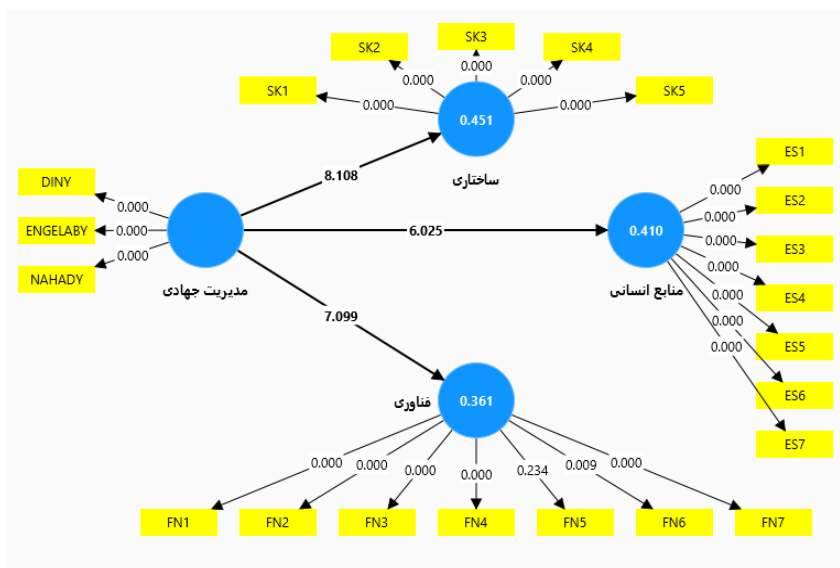 SK3
SK2
SK4
0.000
0.000
0.000
SK1
SK5
0.000
0.000
0.451
ES1
DINY
8.108
ساختاری
0.000
0.000
ES2
0.000
ENGELABY
0.000
6.025
0.410
0.000
ES3
0.000
0.000
NAHADY
ES4
مدیریت جهادی
منابع انسانی
0.000
7.099
0.000
0.000
ES5
0.361
فناوری
ES6
ES7
0.000
0.000
0.000
0.000
0.234
0.009
0.000
FN1
FN2
FN3
FN4
FN5
FN6
FN7